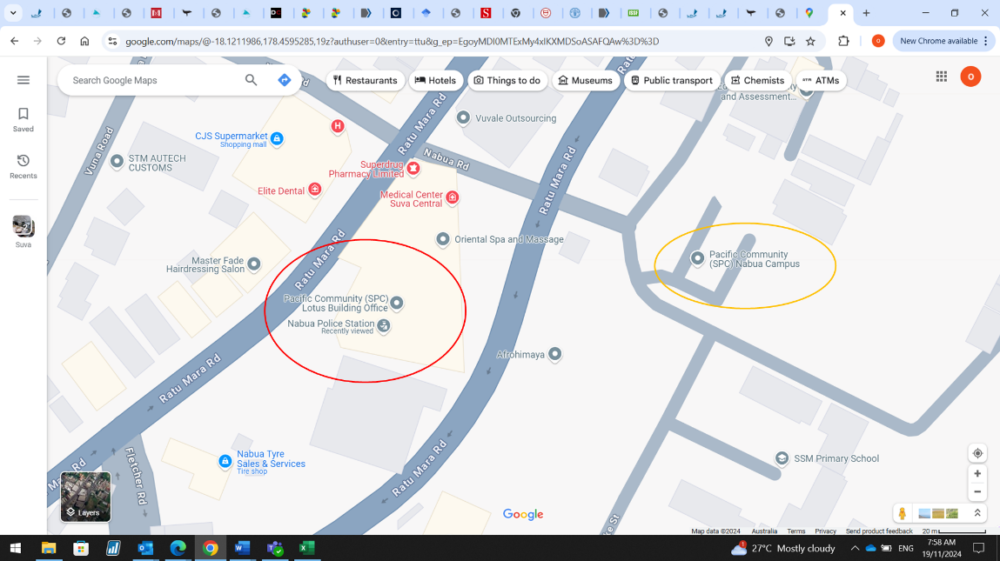 google.com/maps/@-18.1211986,178.4595285,19z?authuser=0&entry=ttu&g_ep=EgoyMDI0MTExMy4xIKXMDSoASAFQAw%3D%3D
New Chrome available
Search Google Maps
Restaurants
Hotels
Things to do
Museums
Public transport
Chemists
ATMs
O
O
Saved
Recents
Suva
and Assessment...
Vuna Road
Ratu Mara Rd
Nabua Rd
Vuvale Outsourcing
CJS Supermarket
Shopping mall
STM AUTECH
CUSTOMS
H
Superdrug
Pharmacy Limited
Elite Dental
Medical Center
Suva Central
Ratu Mara Rd
Oriental Spa and Massage
Ratu Mara Rd
Master Fade
Hairdressing Salon
Pacific Community
(SPC) Nabua Campus
Pacific Community (SPC)
Lotus Building Office
Nabua Police Station
Recently viewed
Afrohimaya
Ratu Mara Rd
Nabua Tyre
Sales & Services
Tire shop
Fletcher Rd
Ratu Mara Rd
SSM Primary School
Layers
Google
Map data ©2024
Australia
Terms
Privacy
Send product feedback
20 m
27°C Mostly cloudy
ENG
7:58 AM
19/11/2024